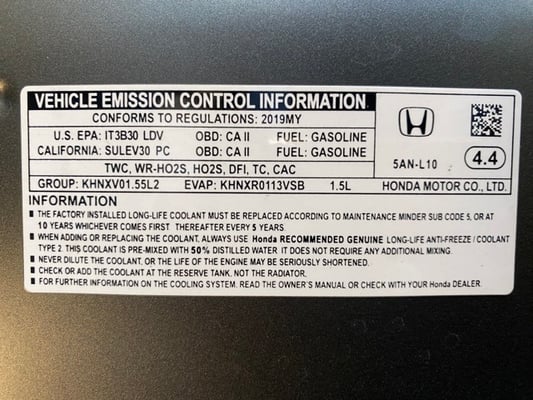 VEHICLE EMISSION CONTROL INFORMATION
CONFORMS TO REGULATIONS: 2019MY
U.S. EPA: IT3B30 LDV OBD: CA II FUEL: GASOLINE
CALIFORNIA: SULEV30 PC OBD: CA II FUEL: GASOLINE
TWC, WR-HO2S, HO2S, DFI, TC, CAC
5AN-L10 4.4
GROUP: KHNXV01.55L2 EVAP: KHNXR0113VSB 1.5L HONDA MOTOR CO., LTD.
INFORMATION
■ THE FACTORY INSTALLED LONG-LIFE COOLANT MUST BE REPLACED ACCORDING TO MAINTENANCE MINDER SUB CODE 5, OR AT
10 YEARS WHICHEVER COMES FIRST THEREAFTER EVERY 5 YEARS
■ WHEN ADDING OR REPLACING THE COOLANT, ALWAYS USE Honda RECOMMENDED GENUINE LONG-LIFE ANTI-FREEZE / COOLANT
TYPE 2. THIS COOLANT IS PRE-MIXED WITH 50% DISTILLED WATER IT DOES NOT REQUIRE ANY ADDITIONAL MIXING.
■ NEVER DILUTE THE COOLANT, OR THE LIFE OF THE ENGINE MAY BE SERIOUSLY SHORTENED.
■ CHECK OR ADD THE COOLANT AT THE RESERVE TANK, NOT THE RADIATOR.
■ FOR FURTHER INFORMATION ON THE COOLING SYSTEM, READ THE OWNER'S MANUAL OR CHECK WITH YOUR Honda DEALER.